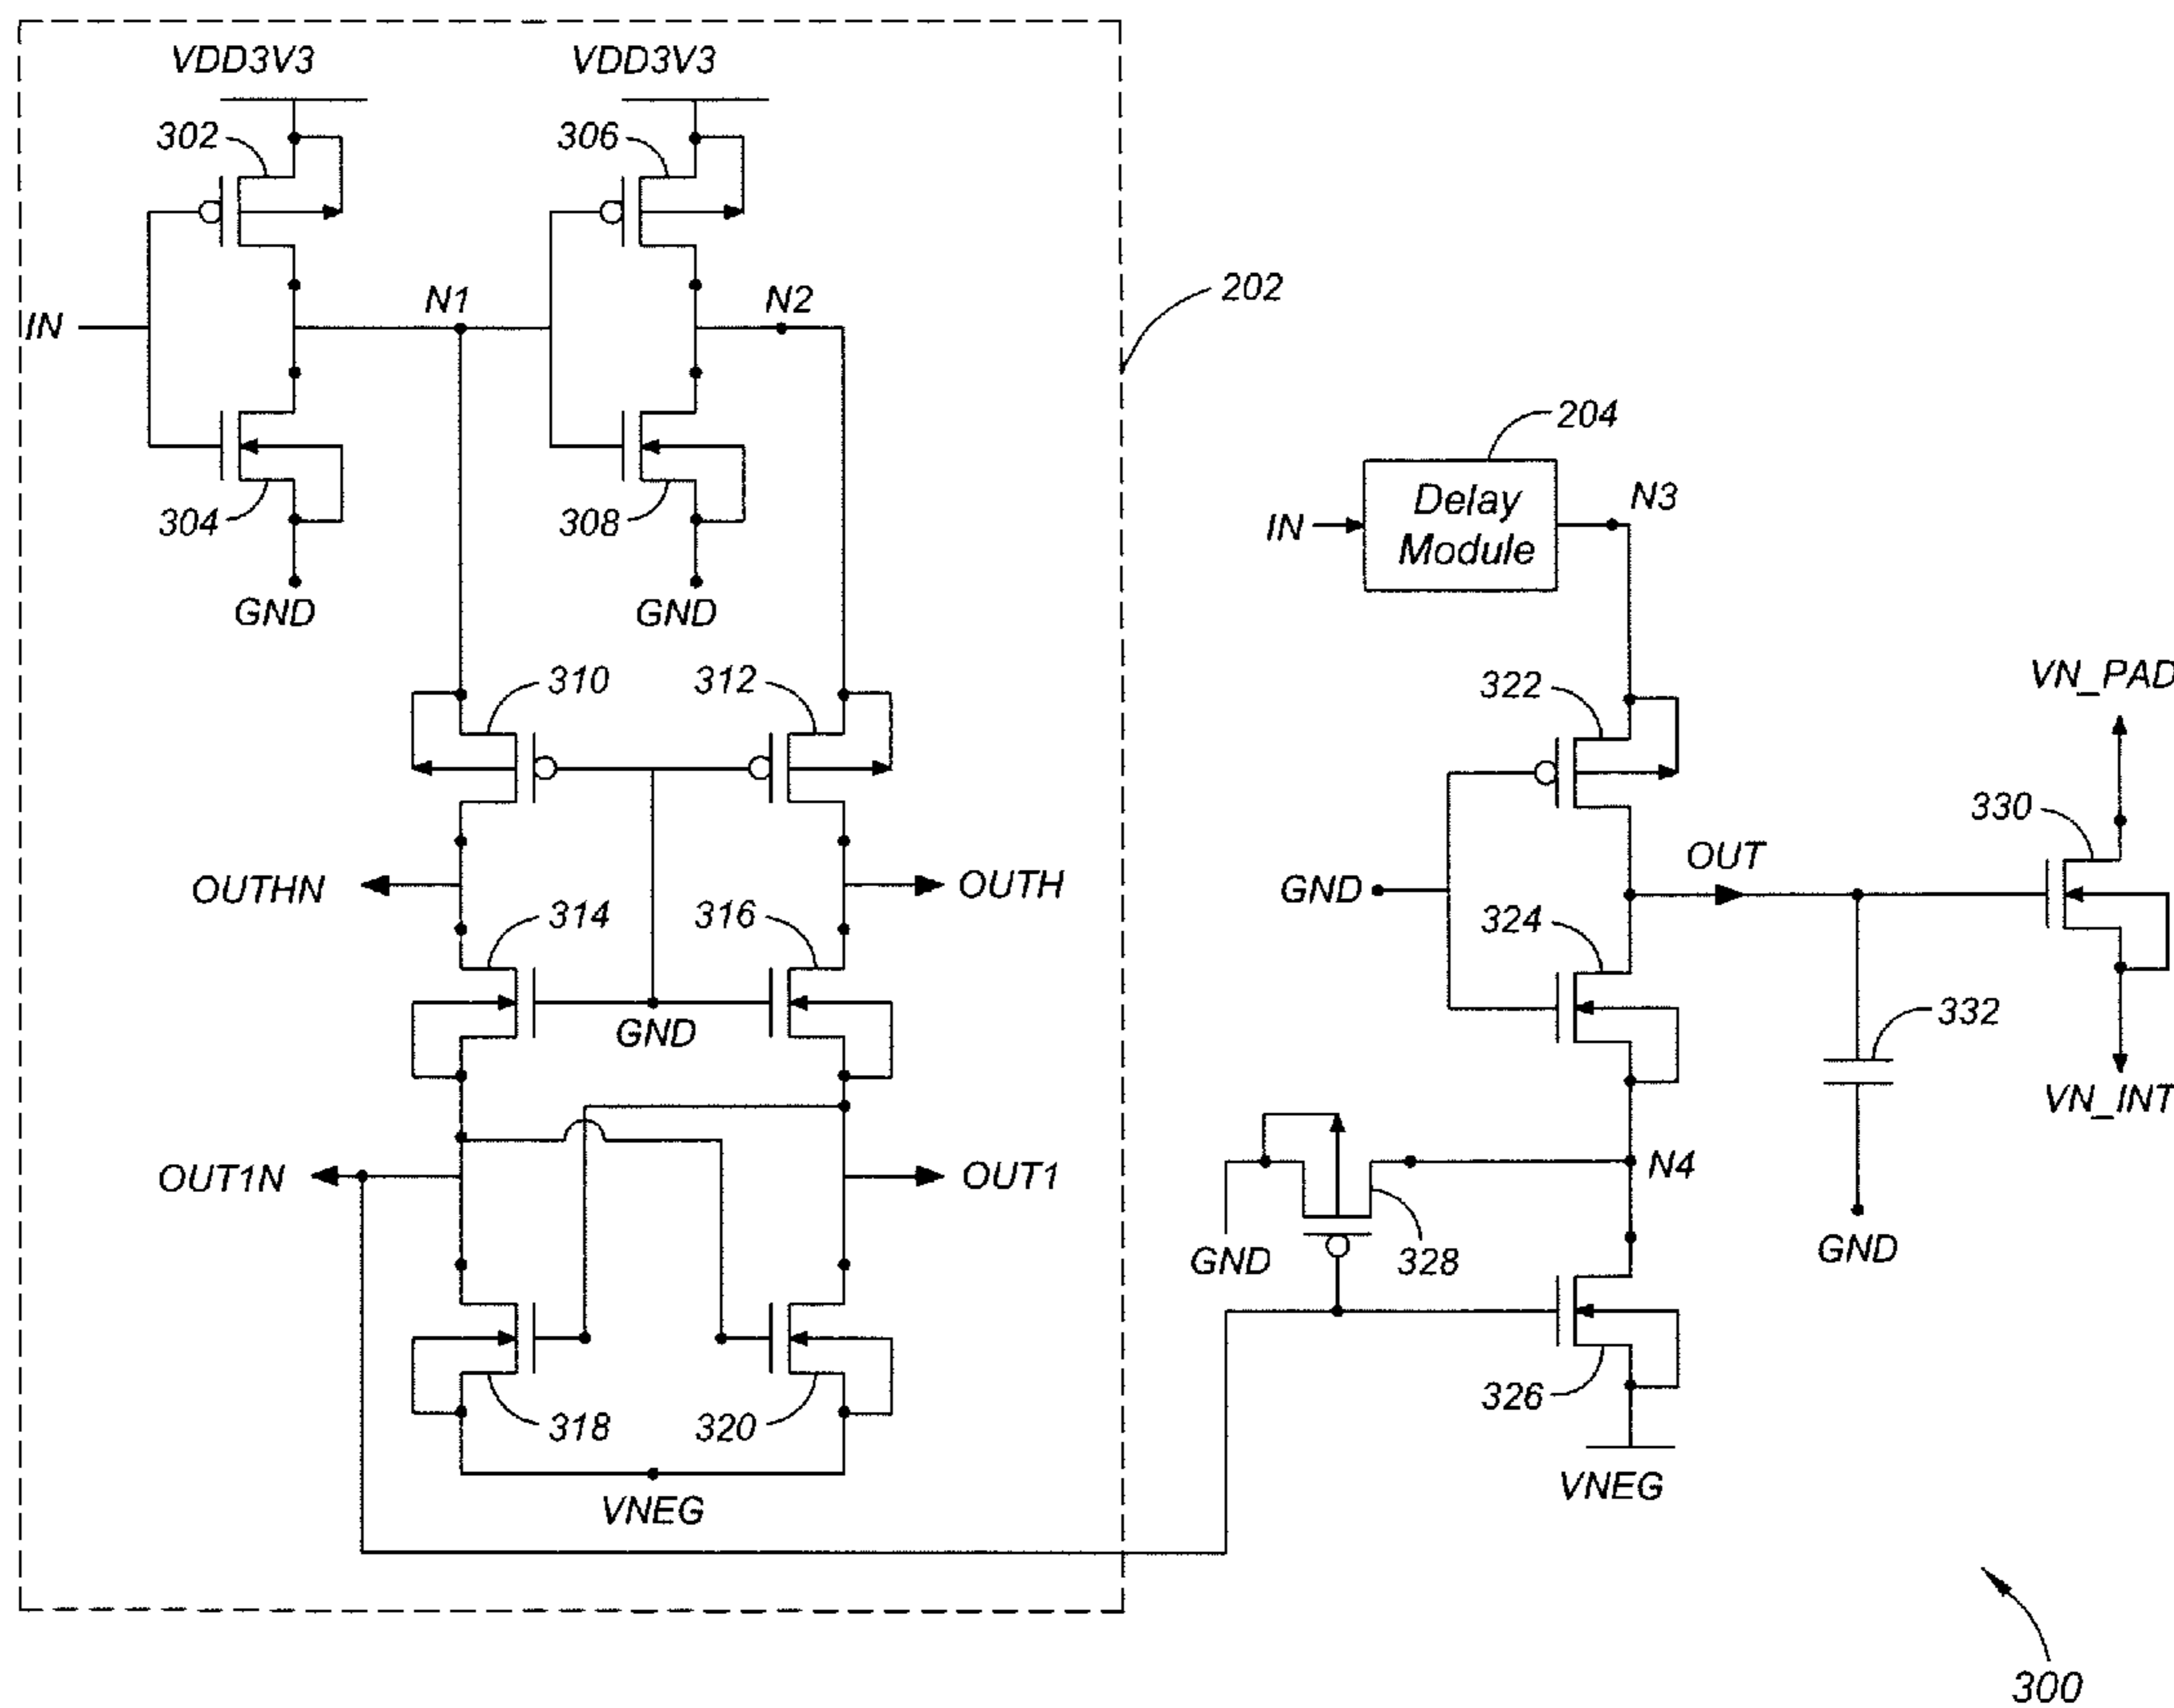 VDD3V3
VDD3V3
302
306
IN
N1
N2
202
304
308
GND
GND
204
Delay
Module
IN
N3
310
312
322
VN_PAD
330
OUTHN
OUTH
GND
OUT
314
316
324
GND
332
OUT1N
OUT1
N4
VN_INT
GND
328
GND
318
320
326
VNEG
VNEG
300